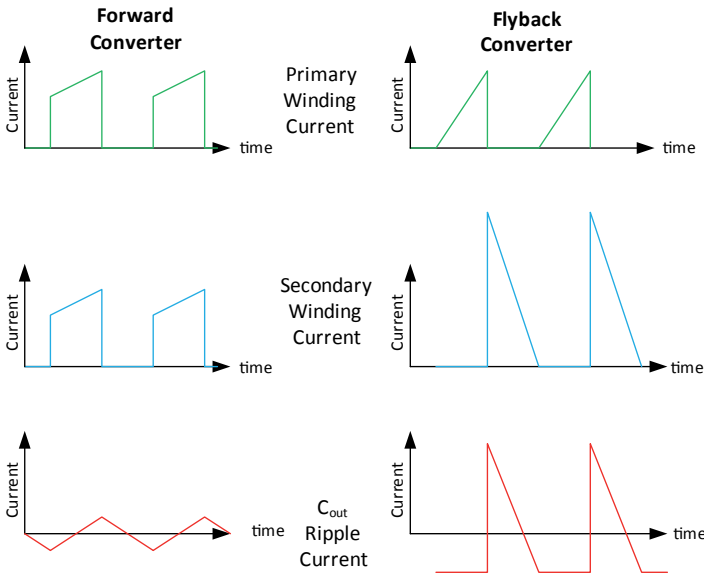 Forward
Converter
Flyback
Converter
Current
time
Primary
Winding
Current
Current
time
Current
time
Secondary
Winding
Current
Current
time
Current
time
Cout
Ripple
Current
Current
time